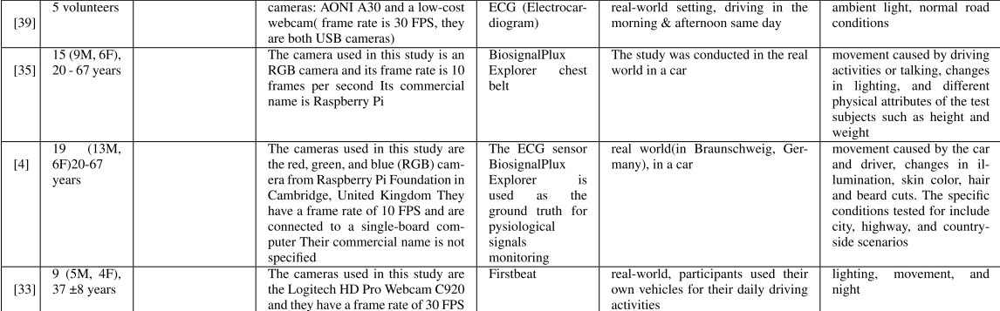 [39]
5 volunteers
cameras: AONI A30 and a low-cost
webcam( frame rate is 30 FPS, they
are both USB cameras)
ECG (Electrocar-
diogram)
real-world setting, driving in the
morning & afternoon same day
ambient light, normal road
conditions
[35]
15 (9M, 6F),
20 - 67 years
The camera used in this study is an
RGB camera and its frame rate is 10
frames per second Its commercial
name is Raspberry Pi
BiosignalPlux
Explorer chest
belt
The study was conducted in the real
world in a car
movement caused by driving
activities or talking, changes
in lighting, and different
physical attributes of the test
subjects such as height and
weight
[4]
19 (13M,
6F)20-67
years
The cameras used in this study are
the red, green, and blue (RGB) cam-
era from Raspberry Pi Foundation in
Cambridge, United Kingdom They
have a frame rate of 10 FPS and are
connected to a single-board com-
puter Their commercial name is not
specified
The ECG sensor
BiosignalPlux
Explorer is
used as the
ground truth for
pysiological
signals
monitoring
real world(in Braunschweig, Ger-
many), in a car
movement caused by the car
and driver, changes in il-
lumination, skin color, hair
and beard cuts. The specific
conditions tested for include
city, highway, and country-
side scenarios
[33]
9 (5M, 4F),
37 ±8 years
The cameras used in this study are
the Logitech HD Pro Webcam C920
and they have a frame rate of 30 FPS
Firstbeat
real-world, participants used their
own vehicles for their daily driving
activities
lighting, movement, and
night